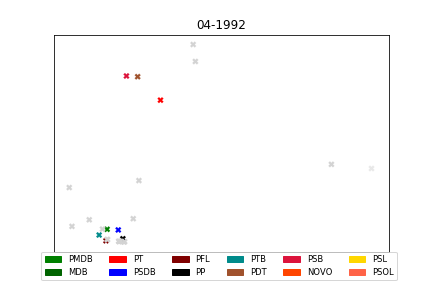 04-1992
PMDB PT PFL PTB PSB PSL
MDB PSDB PP PDT NOVO PSOL